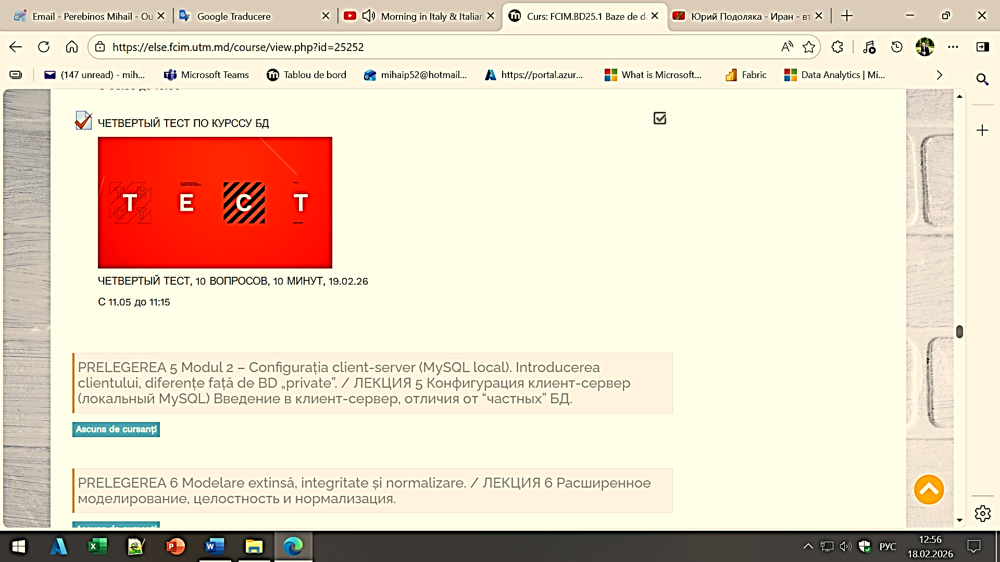 Email - Perebinos Mihail - Ou
Google Traducere
Morning in Italy & Italian
Curs: FCIM.BD25.1 Baze de da
Юрий Подоляка - Иран - вт
https://else.fcim.utm.md/course/view.php?id=25252
(147 unread) - mih...
Microsoft Teams
Tablou de bord
mihaip52@hotmail...
https://portal.azur...
What is Microsoft...
Fabric
Data Analytics | Mi...
ЧЕТВЕРТЫЙ ТЕСТ ПО КУРССУ БД
Т Е С Т
ЧЕТВЕРТЫЙ ТЕСТ, 10 ВОПРОСОВ, 10 МИНУТ, 19.02.26
С 11.05 до 11:15
PRELEGEREA 5 Modul 2 – Configurația client-server (MySQL local). Introducerea
clientului, diferențe față de BD „private”. / ЛЕКЦИЯ 5 Конфигурация клиент-сервер
(локальный MySQL) Введение в клиент-сервер, отличия от “частных” БД.
Ascuns de cursanți
PRELEGEREA 6 Modelare extinsă, integritate și normalizare. / ЛЕКЦИЯ 6 Расширенное
моделирование, целостность и нормализация.
Ascuns de cursanți
РУС
12:56
18.02.2026